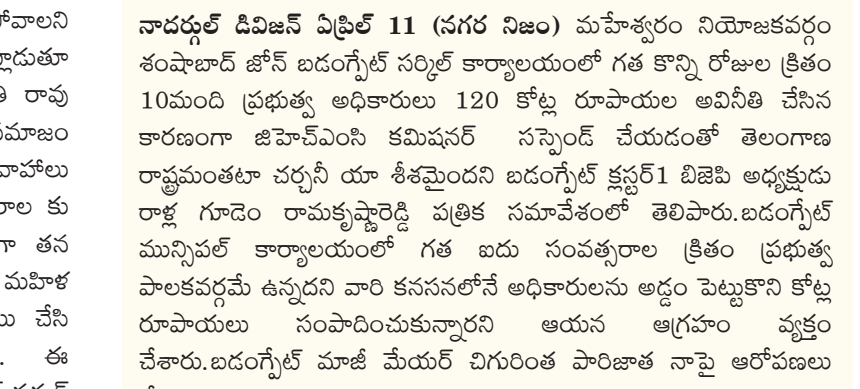 నాదర్గుల్ డివిజన్ ఏప్రిల్ 11 (నగర నిజం) మహేశ్వరం నియోజకవర్గం
శంషాబాద్ జోన్ బడంగ్పేట్ సర్కిల్ కార్యాలయంలో గత కొన్ని రోజుల క్రితం
10మంది ప్రభుత్వ అధికారులు 120 కోట్ల రూపాయల అవినీతి చేసిన
కారణంగా జిహెచ్ఎంసి కమిషనర్ సస్పెండ్ చేయడంతో తెలంగాణ
రాష్ట్రమంతటా చర్చనీ యా శీశమైందని బడంగ్పేట్ క్లస్టర్1 బిజెపి అధ్యక్షుడు
రాళ్ల గూడెం రామకృష్ణారెడ్డి పత్రిక సమావేశంలో తెలిపారు.బడంగ్పేట్
మున్సిపల్ కార్యాలయంలో గత ఐదు సంవత్సరాల క్రితం ప్రభుత్వ
పాలకవర్గమే ఉన్నదని వారి కనసనలోనే అధికారులను అడ్డం పెట్టుకొని కోట్ల
రూపాయలు సంపాదించుకున్నారని ఆయన ఆగ్రహం వ్యక్తం
చేశారు.బడంగ్పేట్ మాజీ మేయర్ చిగురింత పారిజాత నాపై ఆరోపణలు
రావు
కు
తన
మహిళ
చేసి
ఈ